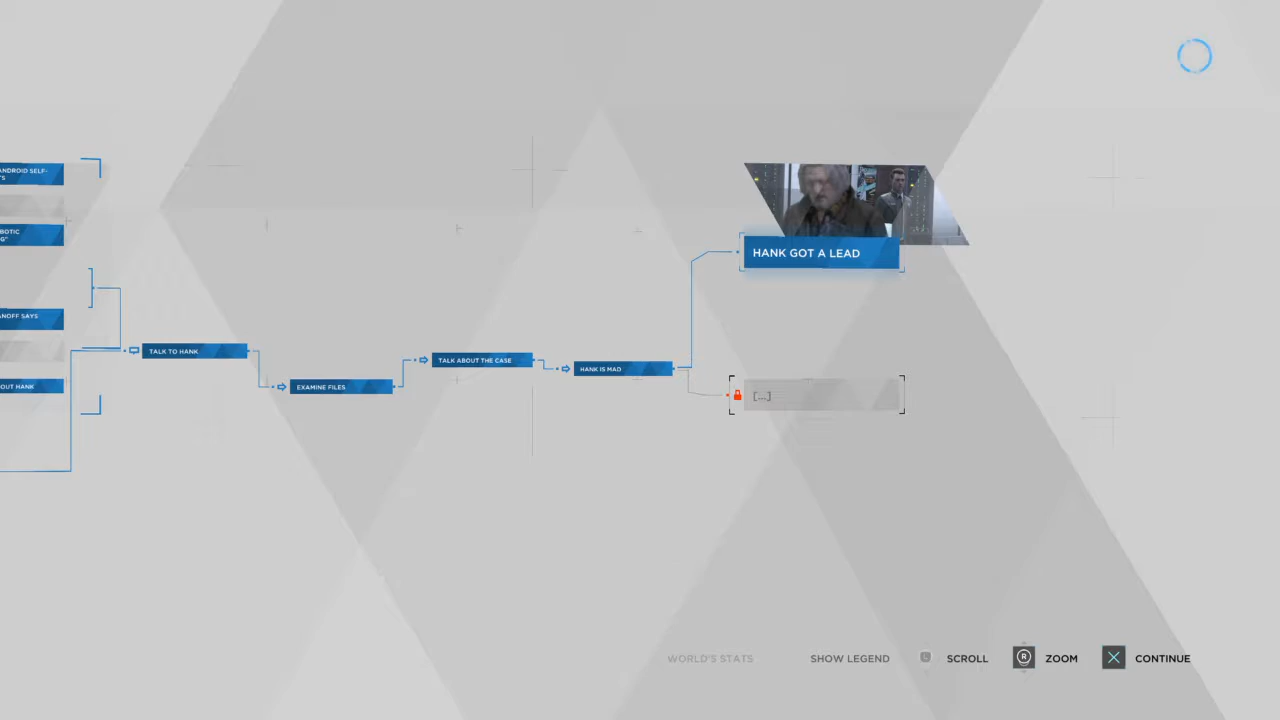 ANDROID SELF-
TS
BOTIC
G"
ANOFF SAYS
OUT HANK
TALK TO HANK
EXAMINE FILES
TALK ABOUT THE CASE
HANK IS MAD
HANK GOT A LEAD
[...]
WORLD'S STATS
SHOW LEGEND
L
SCROLL
R
ZOOM
CONTINUE